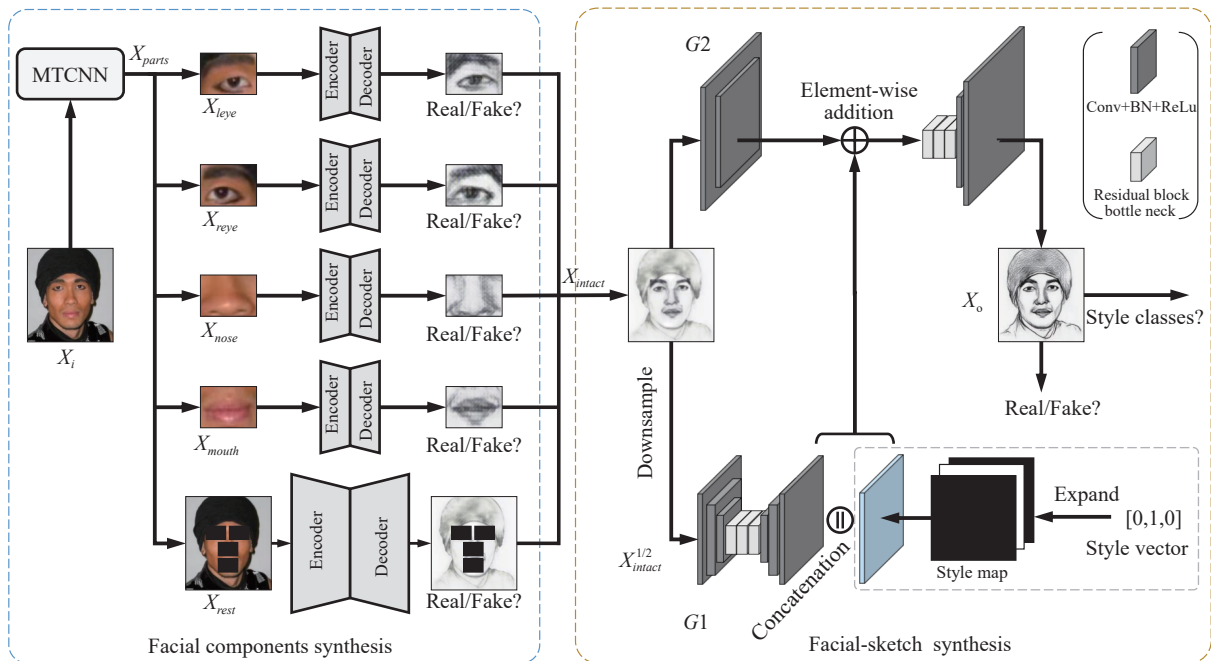 MTCNN
X_parts
X_leye
Encoder
Decoder
Real/Fake?
X_reye
Encoder
Decoder
Real/Fake?
X_i
X_nose
Encoder
Decoder
Real/Fake?
X_mouth
Encoder
Decoder
Real/Fake?
X_rest
Encoder
Decoder
Real/Fake?
Facial components synthesis
X_intact
G2
Element-wise
addition
Conv+BN+ReLu
Residual block
bottle neck
X_o
Style classes?
Real/Fake?
Downsample
X_intact^1/2
G1
Concatenation
Style map
Expand
[0,1,0]
Style vector
Facial-sketch synthesis